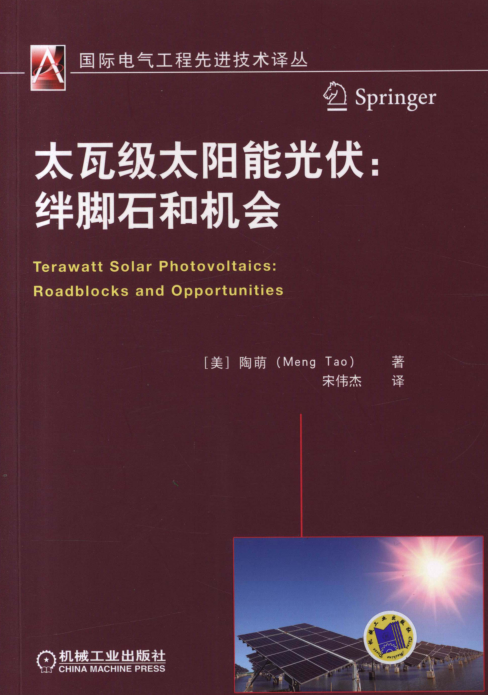 国际电气工程先进技术译丛
Springer
太瓦级太阳能光伏：
绊脚石和机会
Terawatt Solar Photovoltaics:
Roadblocks and Opportunities
［美］陶萌（Meng Tao） 著
宋伟杰 译
机械工业出版社
CHINA MACHINE PRESS